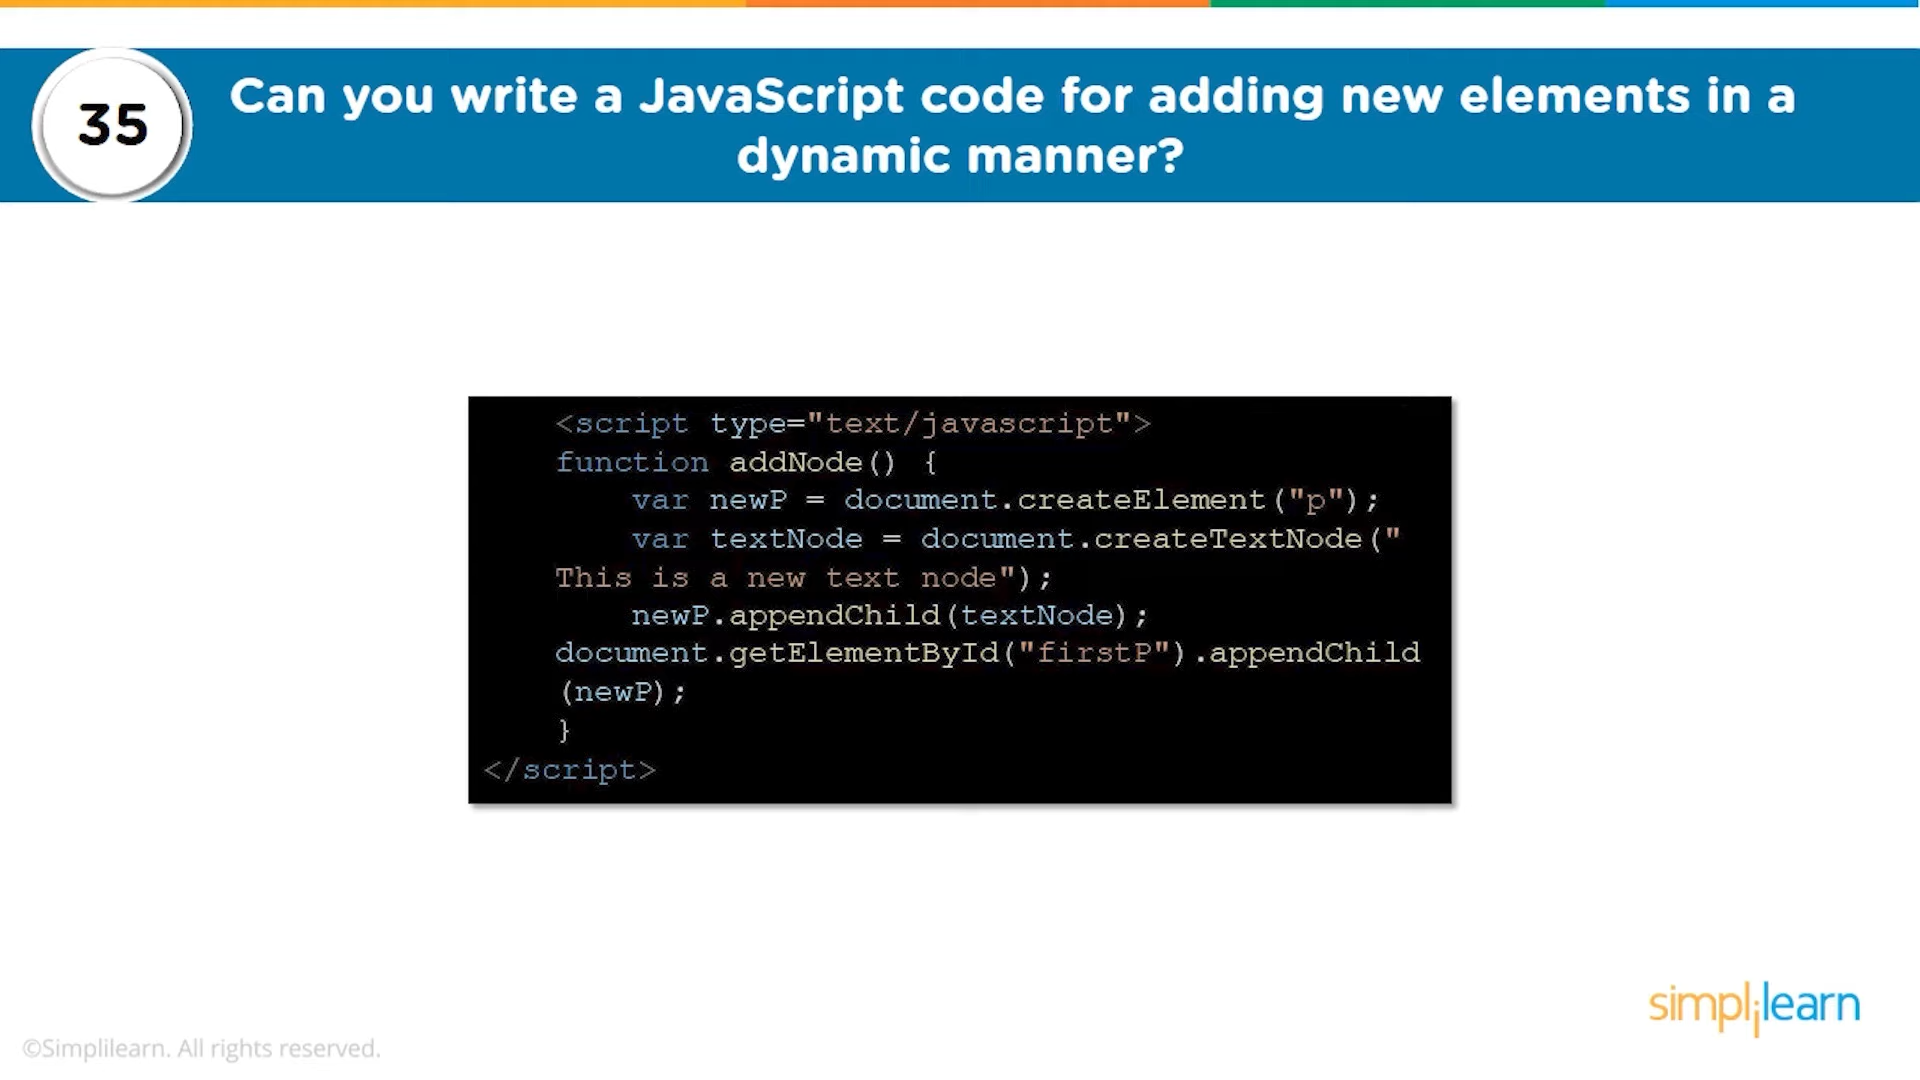 35
Can you write a JavaScript code for adding new elements in a
dynamic manner?
<script type="text/javascript">
function addNode() {
var newP = document.createElement("p");
var textNode = document.createTextNode("
This is a new text node");
newP.appendChild(textNode);
document.getElementById("firstP").appendChild
(newP);
}
</script>
simplilearn
©Simplilearn. All rights reserved.